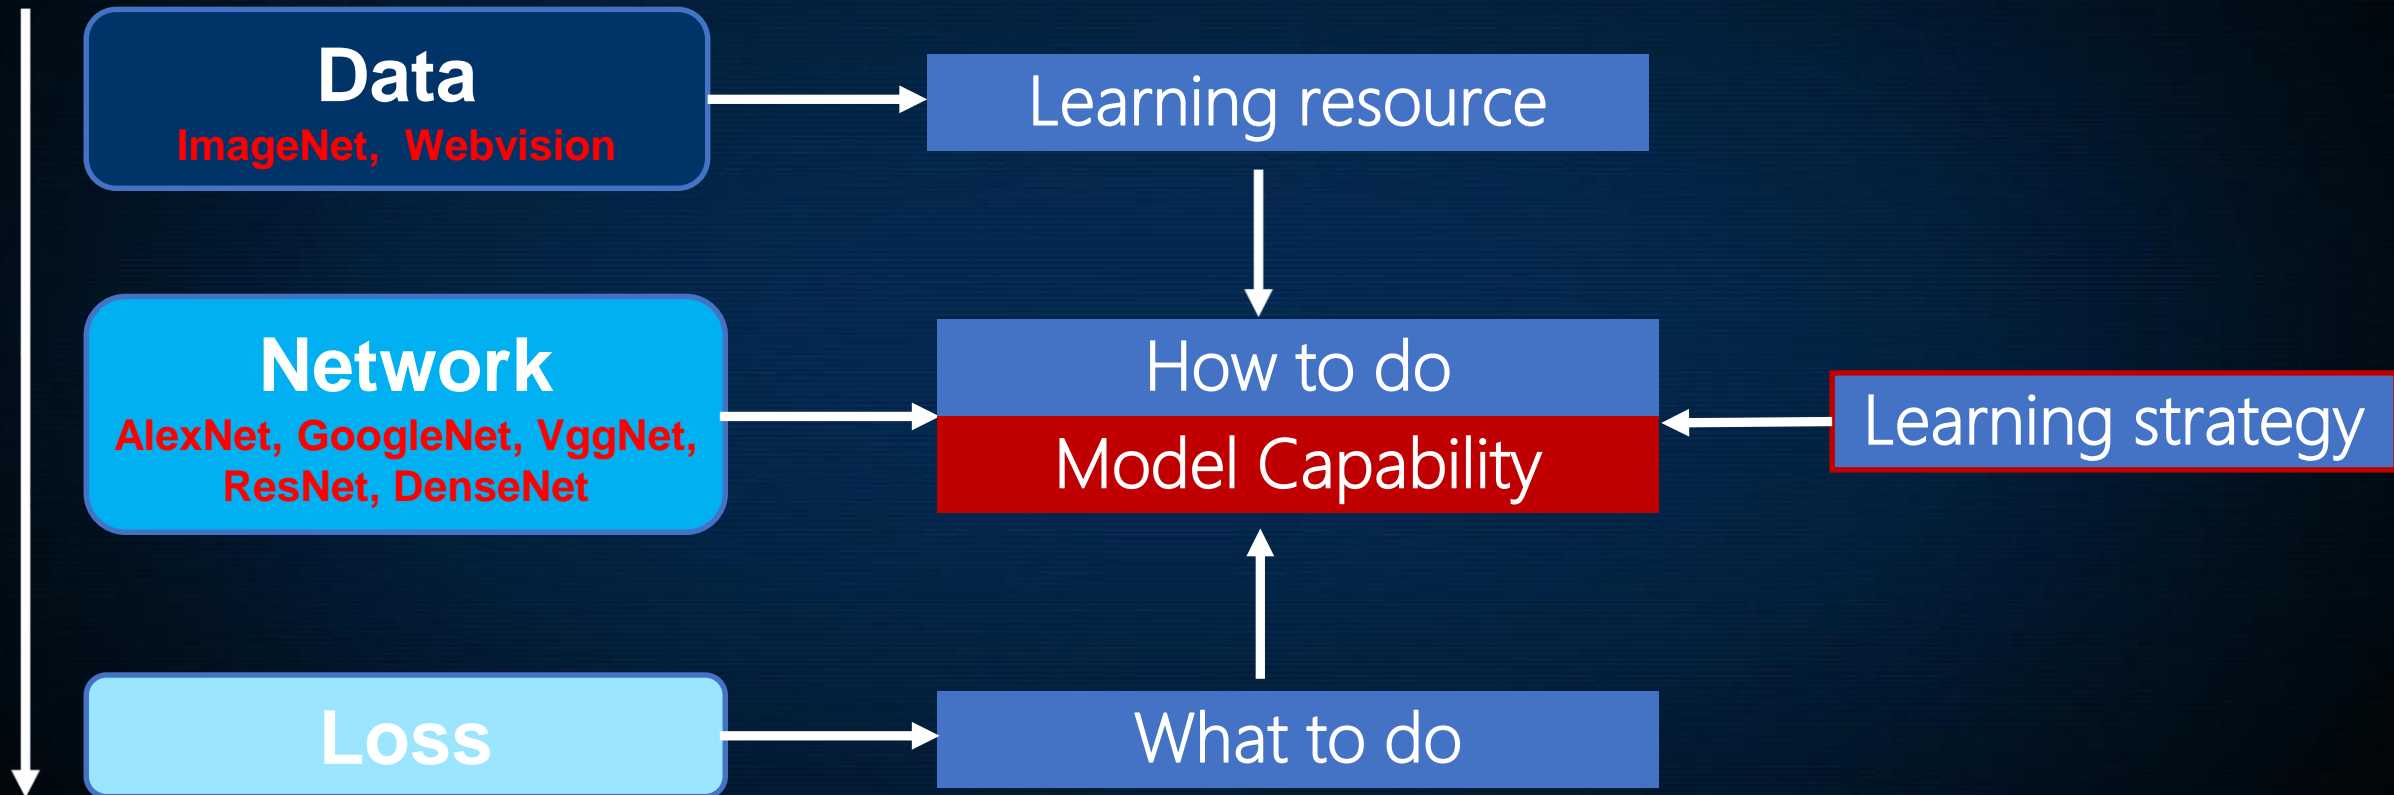 Data
ImageNet, Webvision
Learning resource
Network
AlexNet, GoogleNet, VggNet,
ResNet, DenseNet
How to do
Model Capability
Learning strategy
Loss
What to do